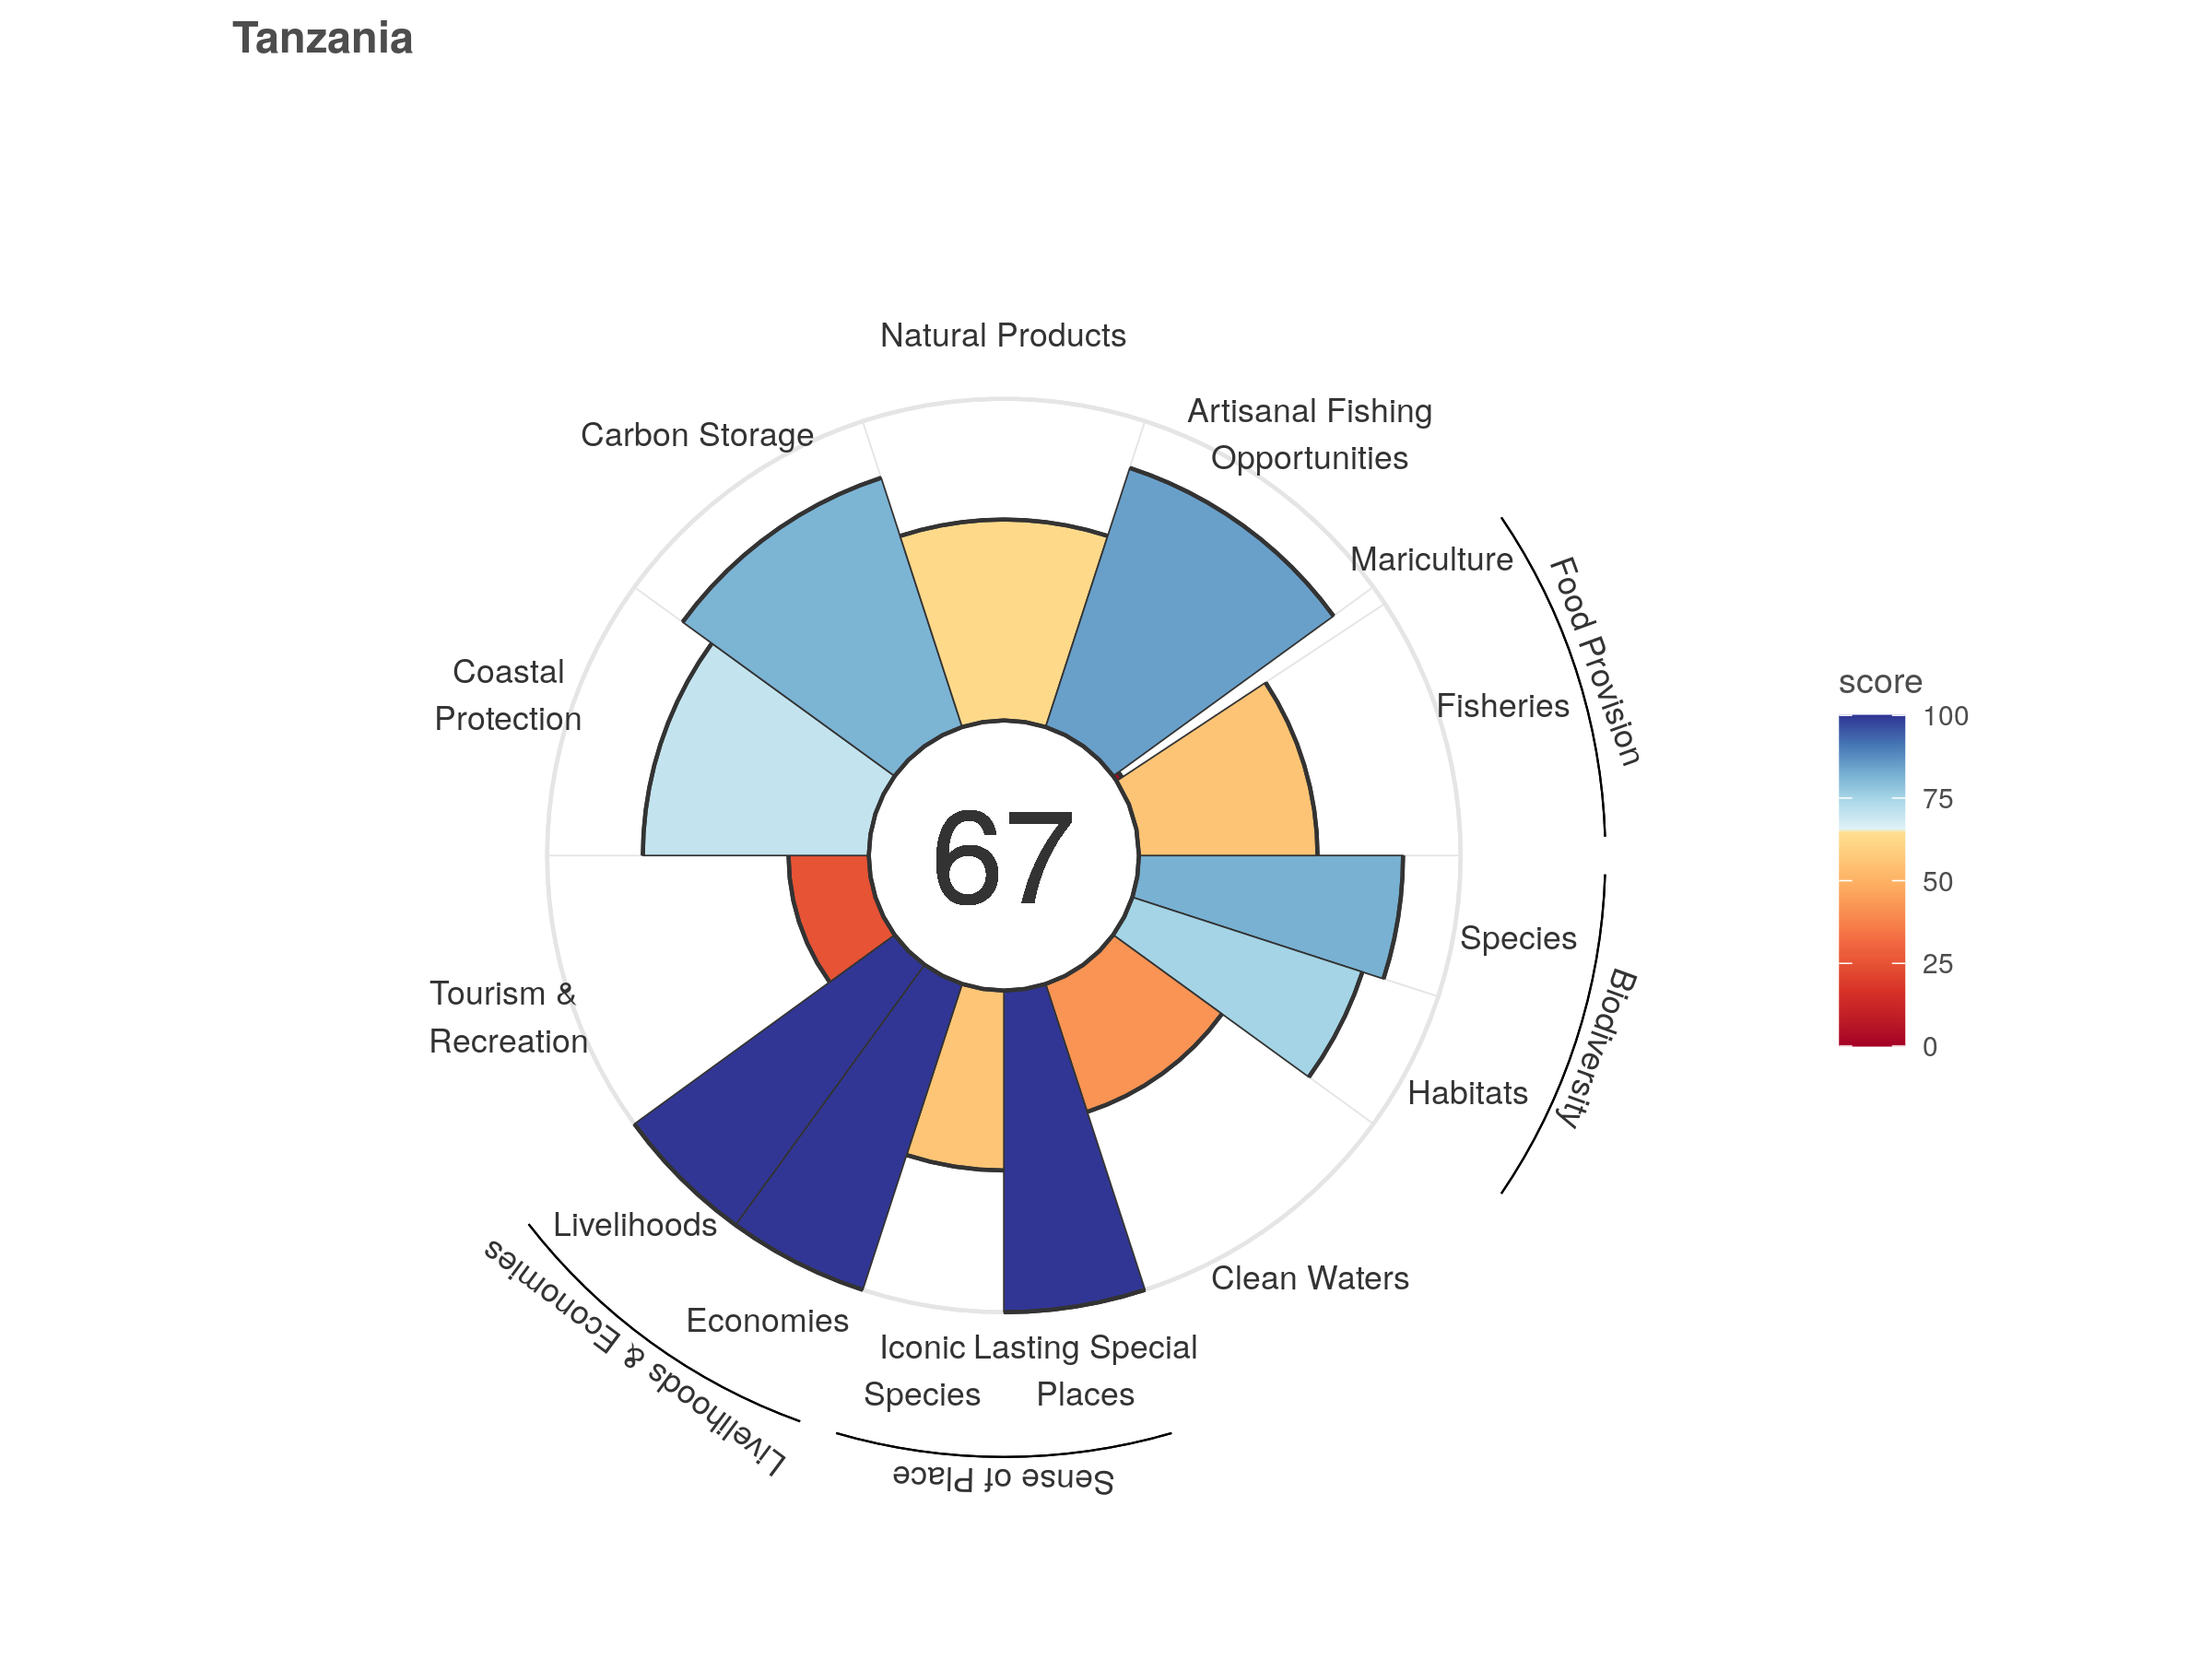 Tanzania
Natural Products
Artisanal Fishing
Opportunities
Carbon Storage
Mariculture
Food Provision
Coastal
Protection
Fisheries
score
100
75
50
25
0
67
Species
Biodiversity
Tourism &
Recreation
Habitats
Livelihoods
Clean Waters
Economies
Livelihoods & Economies
Iconic
Species
Lasting Special
Places
Sense of Place